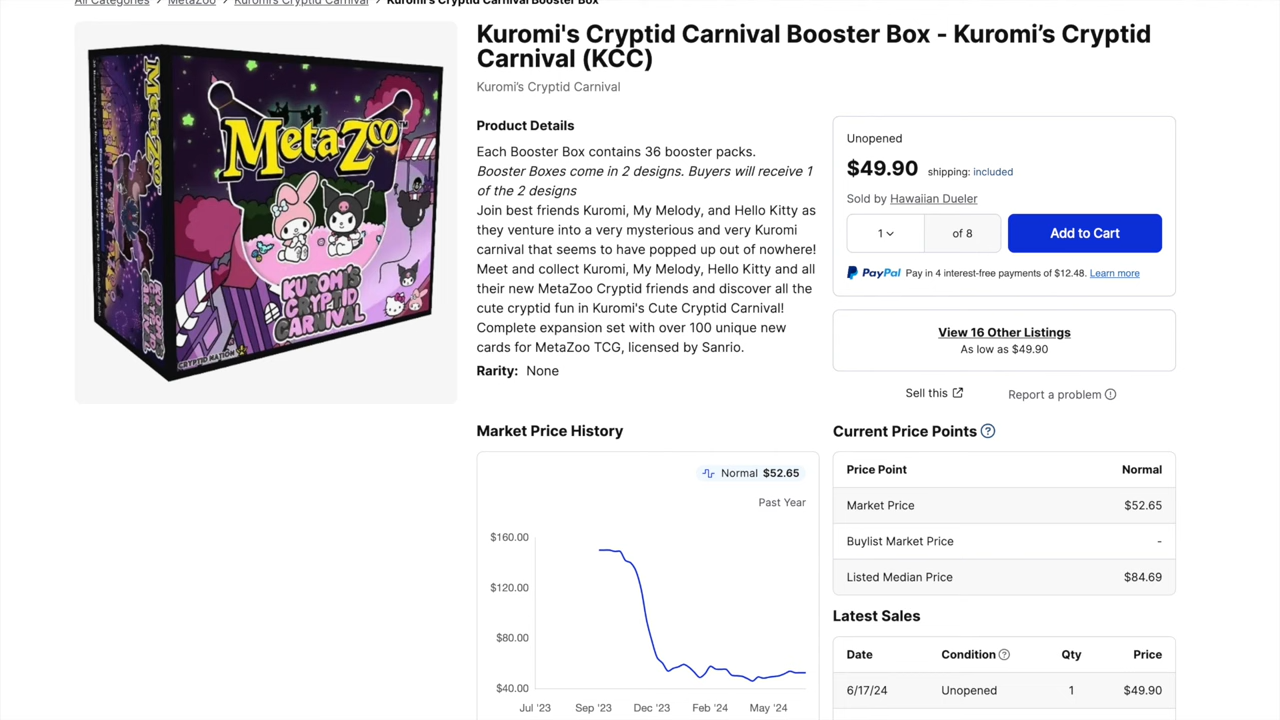 All Categories > MetaZoo > Kuromi's Cryptid Carnival > Kuromi's Cryptid Carnival Booster Box
Kuromi's Cryptid Carnival Booster Box - Kuromi’s Cryptid
Carnival (KCC)
Kuromi’s Cryptid Carnival
MetaZoo
MetaZoo
KUROMI'S
CRYPTID
CARNIVAL
CRYPTID NATION
Product Details
Each Booster Box contains 36 booster packs.
Booster Boxes come in 2 designs. Buyers will receive 1
of the 2 designs
Join best friends Kuromi, My Melody, and Hello Kitty as
they venture into a very mysterious and very Kuromi
carnival that seems to have popped up out of nowhere!
Meet and collect Kuromi, My Melody, Hello Kitty and all
their new MetaZoo Cryptid friends and discover all the
cute cryptid fun in Kuromi's Cute Cryptid Carnival!
Complete expansion set with over 100 unique new
cards for MetaZoo TCG, licensed by Sanrio.
Rarity: None
Unopened
$49.90 shipping: included
Sold by Hawaiian Dueler
1 of 8 Add to Cart
PayPal Pay in 4 interest-free payments of $12.48. Learn more
View 16 Other Listings
As low as $49.90
Sell this Report a problem
Market Price History
Normal $52.65
Past Year
$160.00
$120.00
$80.00
$40.00
Jul '23 Sep '23 Dec '23 Feb '24 May '24
Current Price Points
Price Point Normal
Market Price $52.65
Buylist Market Price -
Listed Median Price $84.69
Latest Sales
Date Condition Qty Price
6/17/24 Unopened 1 $49.90